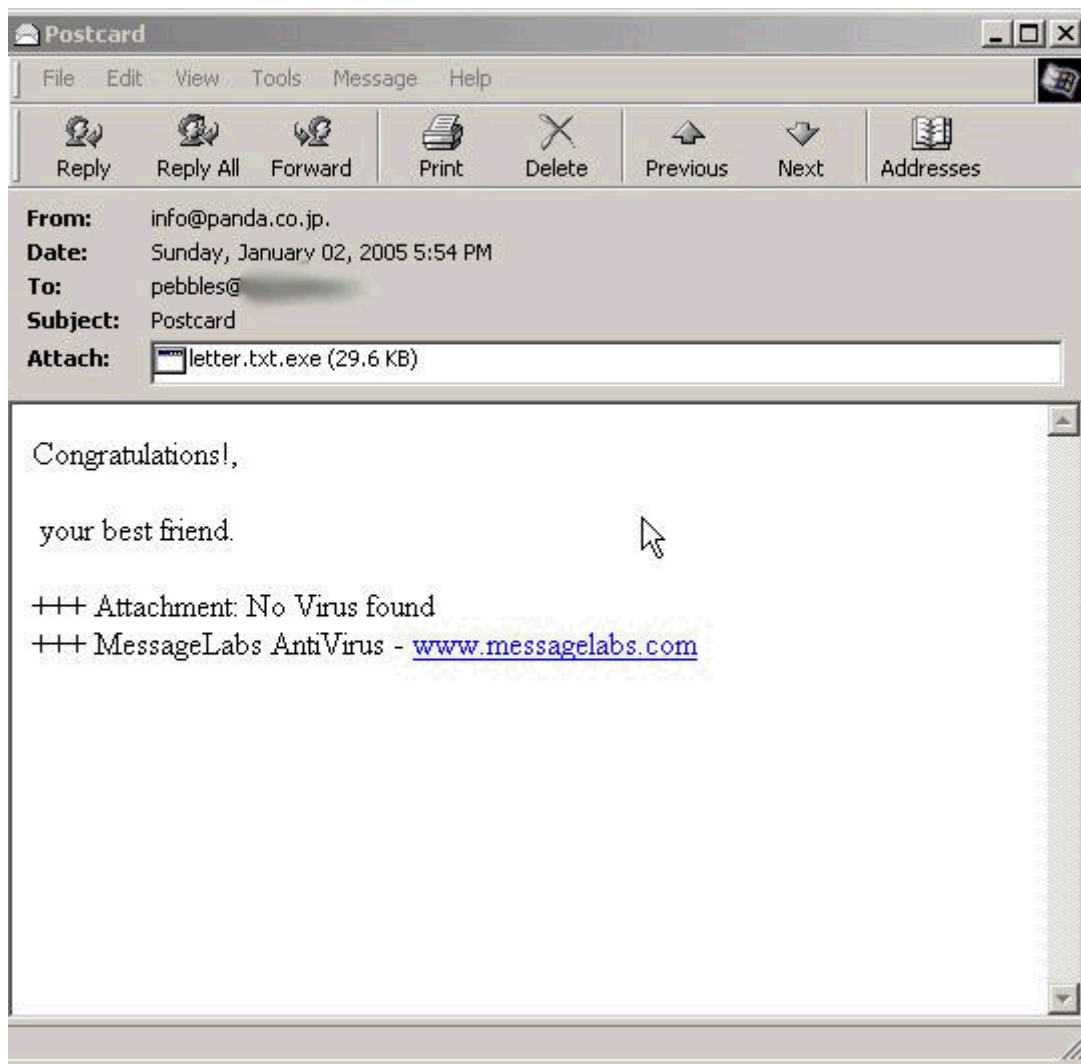 Postcard
File Edit View Tools Message Help
Reply Reply All Forward Print Delete Previous Next Addresses
From: info@panda.co.jp.
Date: Sunday, January 02, 2005 5:54 PM
To: pebbles@
Subject: Postcard
Attach: letter.txt.exe (29.6 KB)
Congratulations!,
your best friend.
+++ Attachment: No Virus found
+++ MessageLabs AntiVirus - www.messagelabs.com